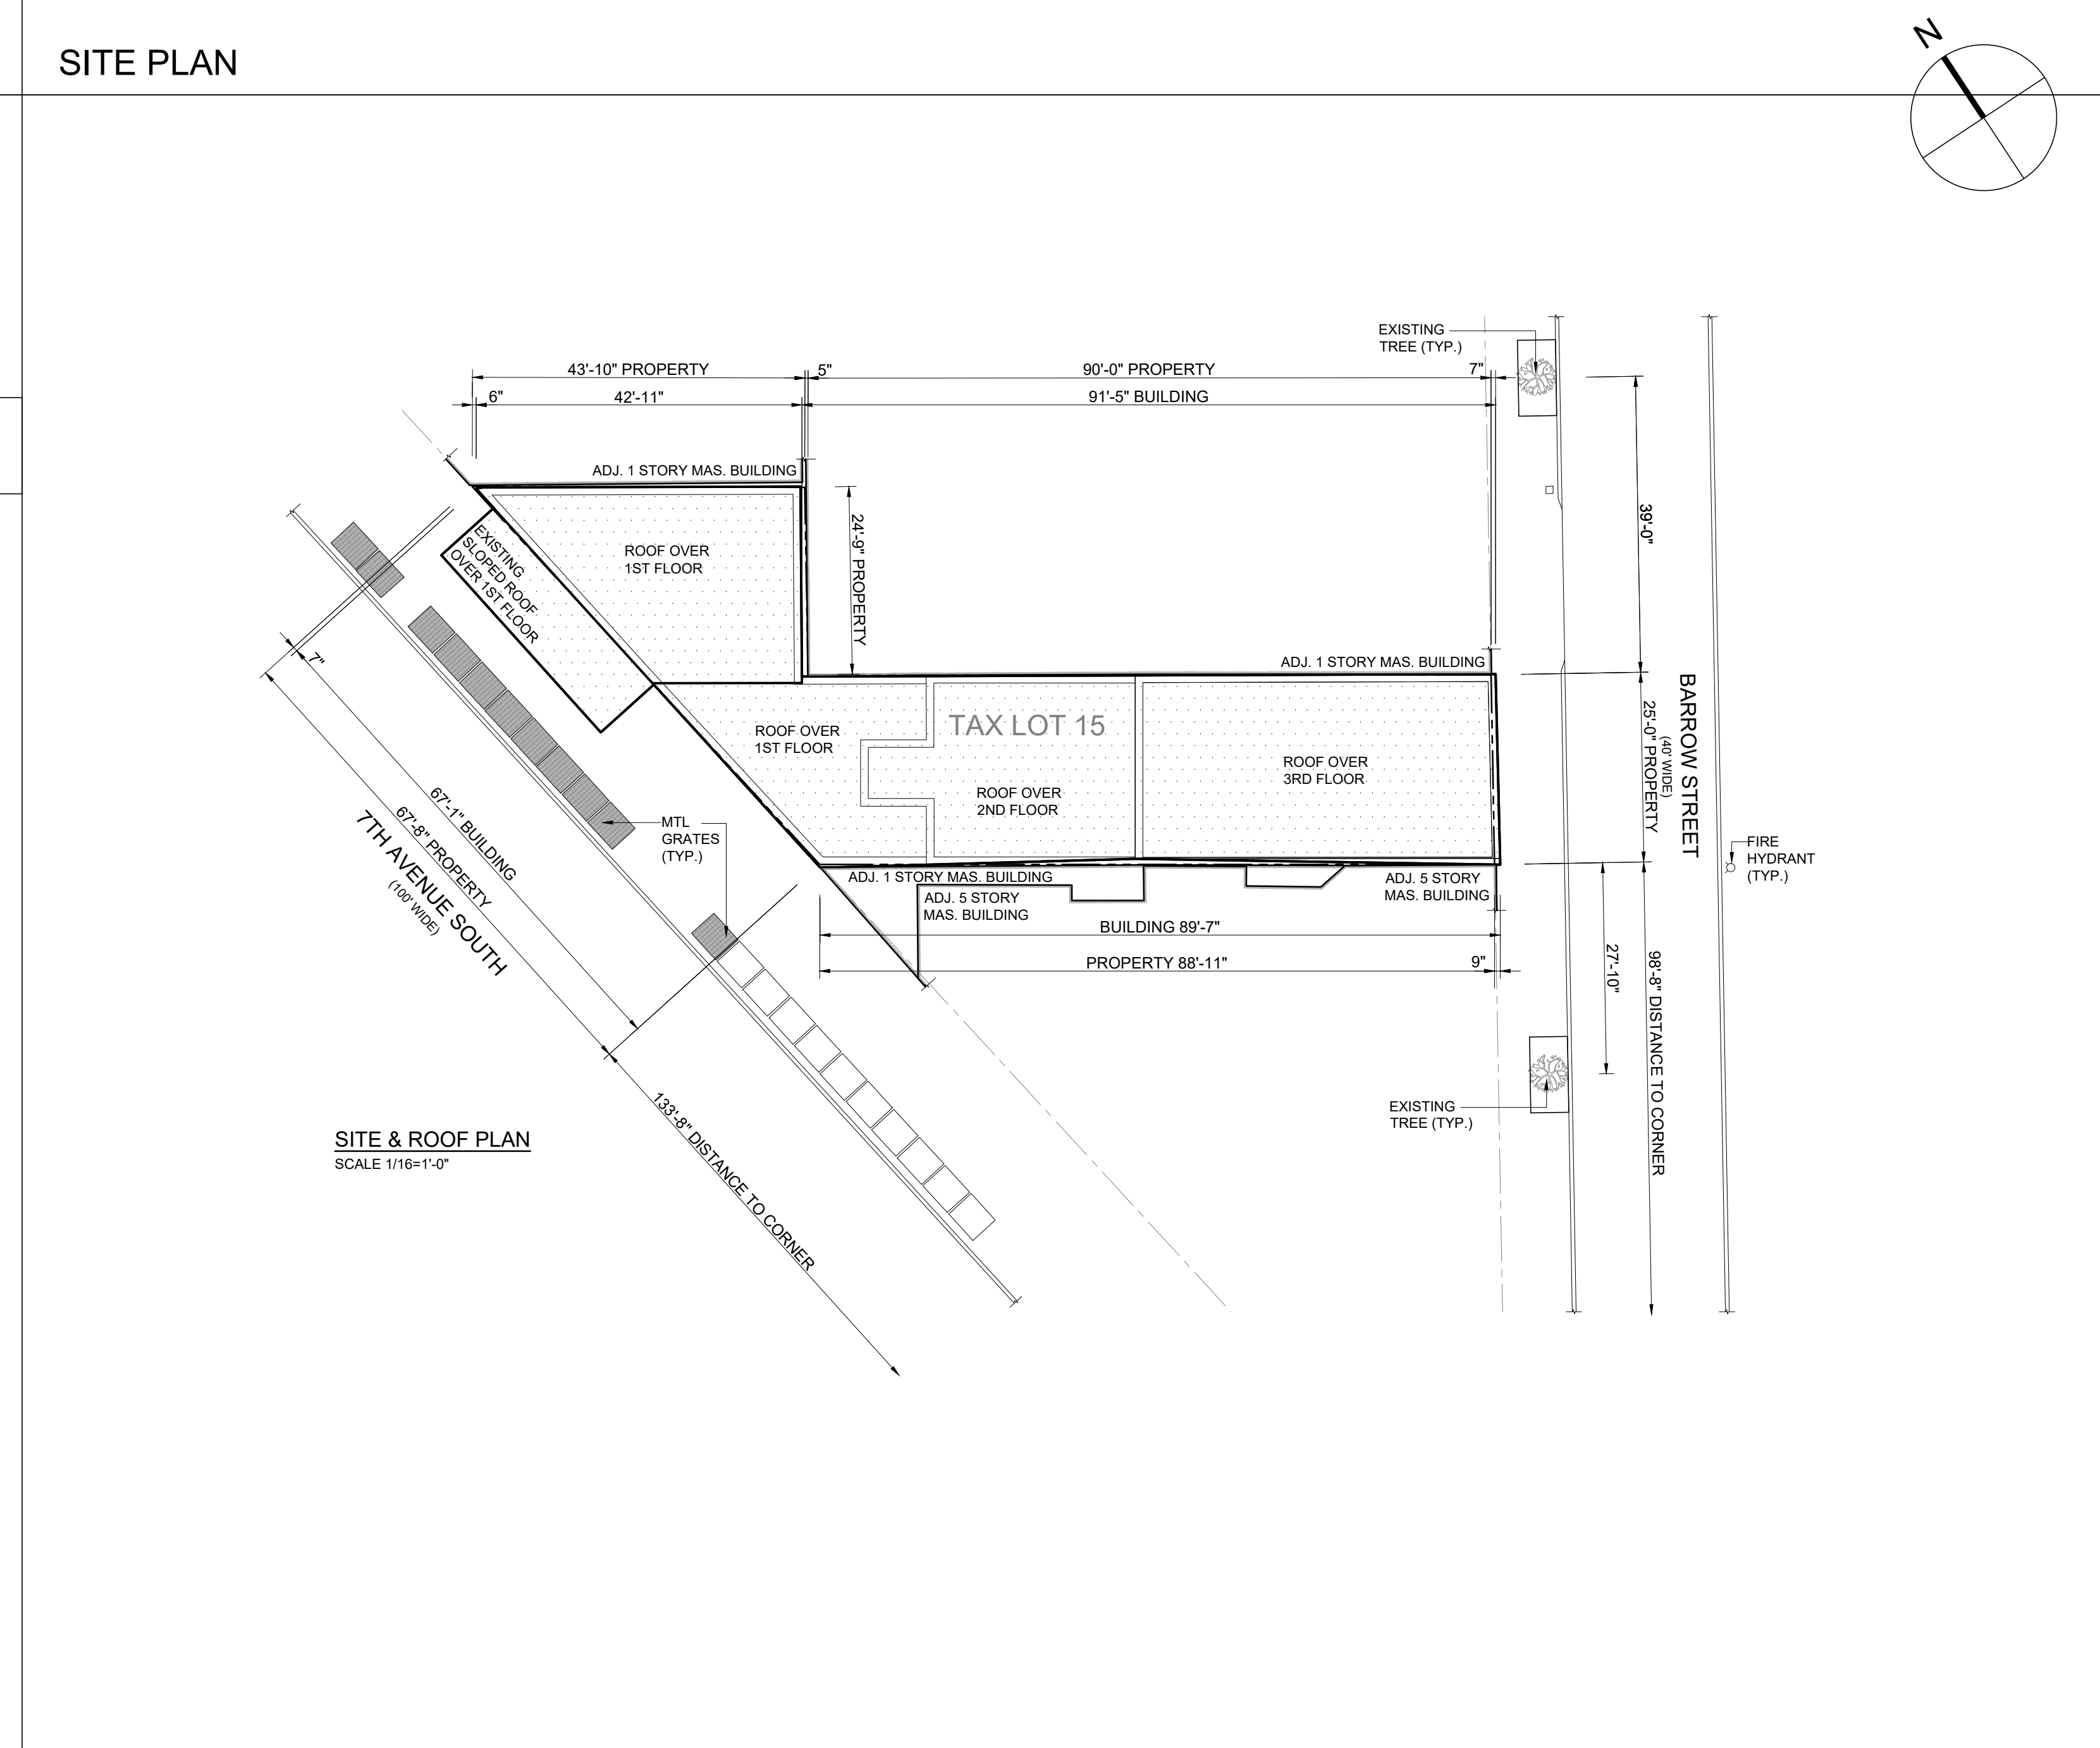 SITE PLAN
N
EXISTING
TREE (TYP.)
43'-10" PROPERTY
5"
90'-0" PROPERTY
7"
6"
42'-11"
91'-5" BUILDING
ADJ. 1 STORY MAS. BUILDING
24'-9" PROPERTY
39'-0"
EXISTING
SLOPED ROOF
OVER 1ST FLOOR
ROOF OVER
1ST FLOOR
7"
ADJ. 1 STORY MAS. BUILDING
BARROW STREET
(40' WIDE)
25'-0" PROPERTY
ROOF OVER
1ST FLOOR
TAX LOT 15
ROOF OVER
2ND FLOOR
ROOF OVER
3RD FLOOR
67'-1" BUILDING
67'-8" PROPERTY
7TH AVENUE SOUTH
(100' WIDE)
MTL
GRATES
(TYP.)
FIRE
HYDRANT
(TYP.)
ADJ. 1 STORY MAS. BUILDING
ADJ. 5 STORY
MAS. BUILDING
ADJ. 5 STORY
MAS. BUILDING
BUILDING 89'-7"
PROPERTY 88'-11"
9"
27'-10"
98'-8" DISTANCE TO CORNER
EXISTING
TREE (TYP.)
133'-8" DISTANCE TO CORNER
SITE & ROOF PLAN
SCALE 1/16=1'-0"